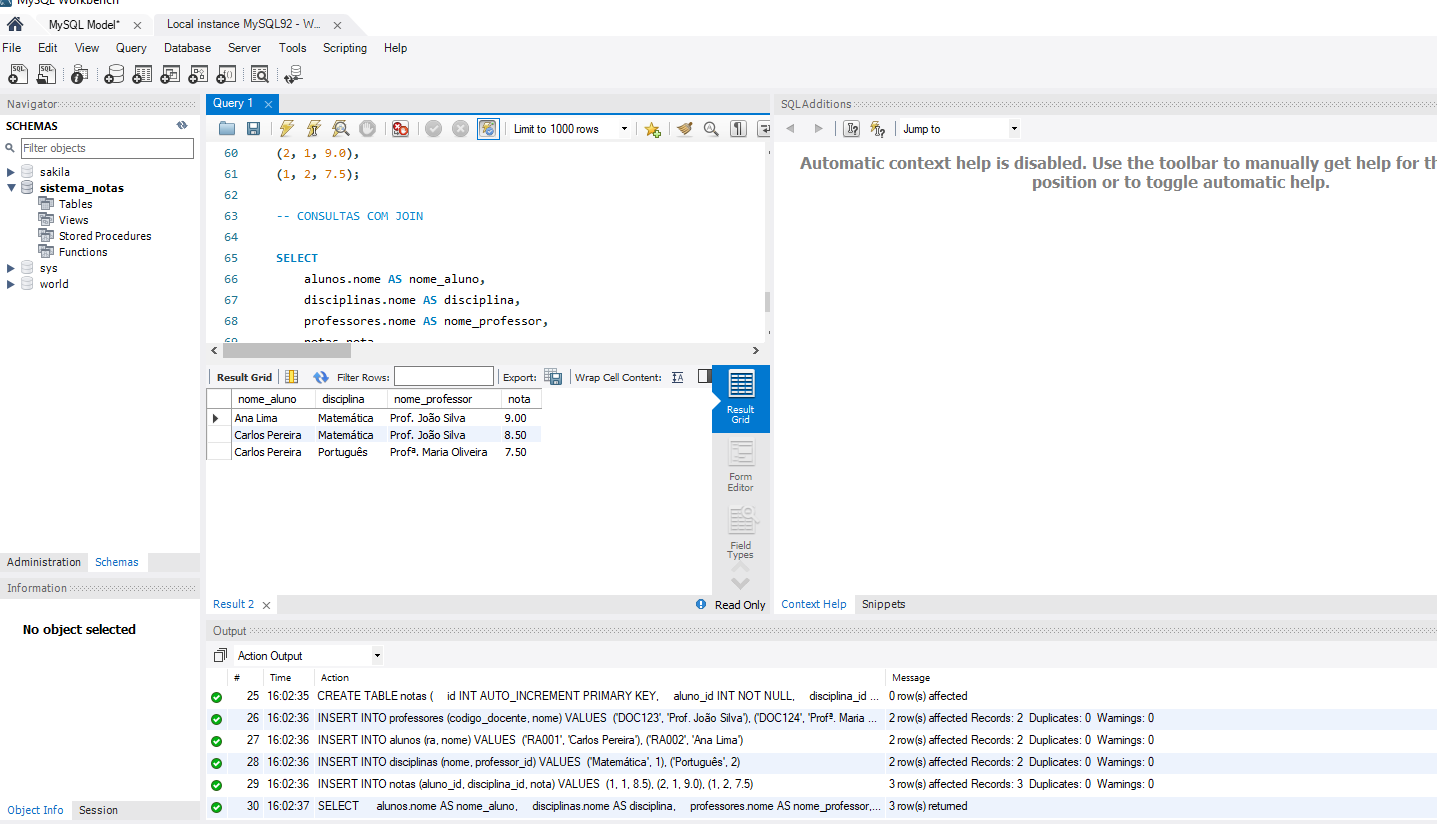 MySQL Workbench
MySQL Model*
Local instance MySQL92 - W...
File Edit View Query Database Server Tools Scripting Help
Navigator
SCHEMAS
Filter objects
sakila
sistema_notas
Tables
Views
Stored Procedures
Functions
sys
world
Administration Schemas
Information
No object selected
Object Info Session
Query 1
Limit to 1000 rows
60 (2, 1, 9.0),
61 (1, 2, 7.5);
62
63 -- CONSULTAS COM JOIN
64
65 SELECT
66 alunos.nome AS nome_aluno,
67 disciplinas.nome AS disciplina,
68 professores.nome AS nome_professor,
69 notas.nota
Result Grid Filter Rows: Export: Wrap Cell Content:
nome_aluno disciplina nome_professor nota
Ana Lima Matemática Prof. João Silva 9.00
Carlos Pereira Matemática Prof. João Silva 8.50
Carlos Pereira Português Profª. Maria Oliveira 7.50
Result
Grid
Form
Editor
Field
Types
Result 2
Read Only
SQLAdditions
Jump to
Automatic context help is disabled. Use the toolbar to manually get help for th
position or to toggle automatic help.
Context Help Snippets
Output
Action Output
# Time Action Message
25 16:02:35 CREATE TABLE notas ( id INT AUTO_INCREMENT PRIMARY KEY, aluno_id INT NOT NULL, disciplina_id ... 0 row(s) affected
26 16:02:36 INSERT INTO professores (codigo_docente, nome) VALUES ('DOC123', 'Prof. João Silva'), ('DOC124', 'Profª. Maria ... 2 row(s) affected Records: 2 Duplicates: 0 Warnings: 0
27 16:02:36 INSERT INTO alunos (ra, nome) VALUES ('RA001', 'Carlos Pereira'), ('RA002', 'Ana Lima') 2 row(s) affected Records: 2 Duplicates: 0 Warnings: 0
28 16:02:36 INSERT INTO disciplinas (nome, professor_id) VALUES ('Matemática', 1), ('Português', 2) 2 row(s) affected Records: 2 Duplicates: 0 Warnings: 0
29 16:02:36 INSERT INTO notas (aluno_id, disciplina_id, nota) VALUES (1, 1, 8.5), (2, 1, 9.0), (1, 2, 7.5) 3 row(s) affected Records: 3 Duplicates: 0 Warnings: 0
30 16:02:37 SELECT alunos.nome AS nome_aluno, disciplinas.nome AS disciplina, professores.nome AS nome_professor,... 3 row(s) returned